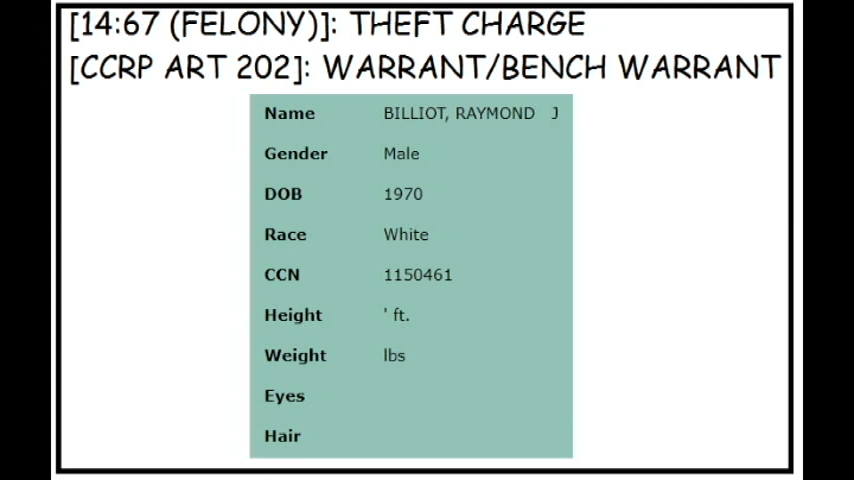 [14:67 (FELONY)]: THEFT CHARGE
[CCRP ART 202]: WARRANT/BENCH WARRANT
Name BILLIOT, RAYMOND J
Gender Male
DOB 1970
Race White
CCN 1150461
Height ' ft.
Weight lbs
Eyes
Hair